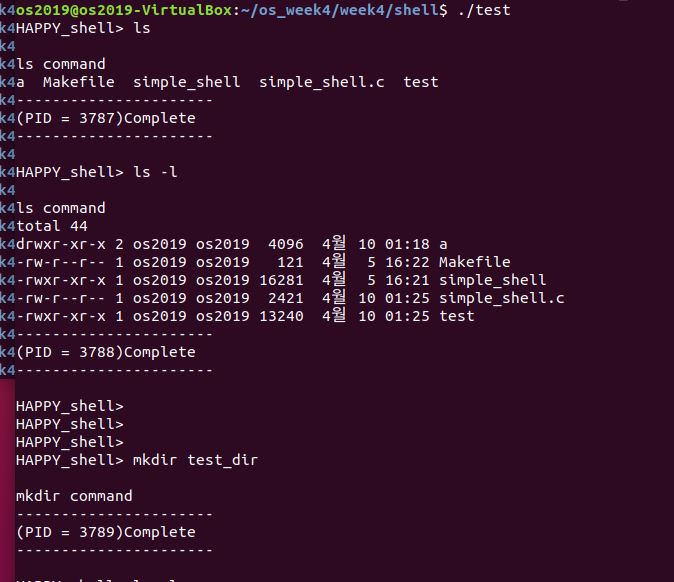 k4os2019@os2019-VirtualBox:~/os_week4/week4/shell$ ./test
k4HAPPY_shell> ls
k4
k4ls command
k4a  Makefile  simple_shell  simple_shell.c  test
k4----------------------
k4(PID = 3787)Complete
k4----------------------
k4
k4HAPPY_shell> ls -l
k4
k4ls command
k4total 44
k4drwxr-xr-x 2 os2019 os2019  4096  4월 10 01:18 a
k4-rw-r--r-- 1 os2019 os2019   121  4월  5 16:22 Makefile
k4-rwxr-xr-x 1 os2019 os2019 16281  4월  5 16:21 simple_shell
k4-rw-r--r-- 1 os2019 os2019  2421  4월 10 01:25 simple_shell.c
k4-rwxr-xr-x 1 os2019 os2019 13240  4월 10 01:25 test
k4----------------------
k4(PID = 3788)Complete
k4----------------------
HAPPY_shell>
HAPPY_shell>
HAPPY_shell>
HAPPY_shell> mkdir test_dir
mkdir command
----------------------
(PID = 3789)Complete
----------------------